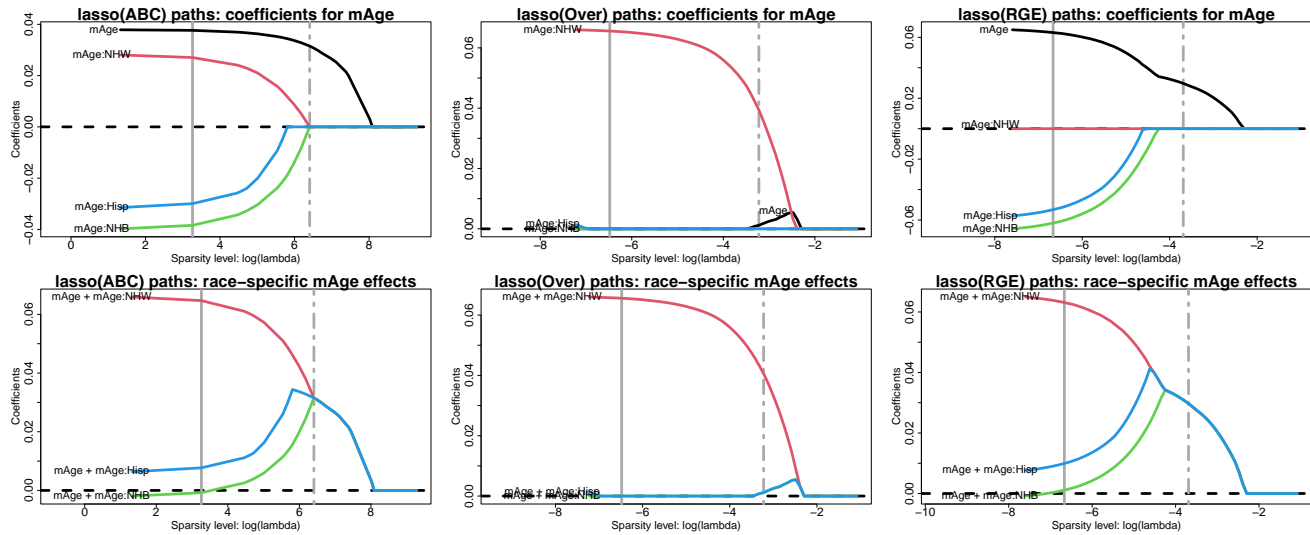 lasso(ABC) paths: coefficients for mAge
Coefficients
0.04
0.02
0.00
−0.02
−0.04
mAge
mAge:NHW
mAge:Hisp
mAge:NHB
0
2
4
6
8
Sparsity level: log(lambda)
lasso(Over) paths: coefficients for mAge
Coefficients
0.06
0.04
0.02
0.00
mAge:NHW
mAge
mAge:Hisp
mAge:NHB
−8
−6
−4
−2
Sparsity level: log(lambda)
lasso(RGE) paths: coefficients for mAge
Coefficients
0.06
0.02
−0.02
−0.06
mAge
mAge:NHW
mAge:Hisp
mAge:NHB
−8
−6
−4
−2
Sparsity level: log(lambda)
lasso(ABC) paths: race−specific mAge effects
Coefficients
0.06
0.04
0.02
0.00
mAge + mAge:NHW
mAge + mAge:Hisp
mAge + mAge:NHB
0
2
4
6
8
Sparsity level: log(lambda)
lasso(Over) paths: race−specific mAge effects
Coefficients
0.06
0.04
0.02
0.00
mAge + mAge:NHW
mAge + mAge:Hisp
mAge + mAge:NHB
−8
−6
−4
−2
Sparsity level: log(lambda)
lasso(RGE) paths: race−specific mAge effects
Coefficients
0.06
0.04
0.02
0.00
mAge + mAge:NHW
mAge + mAge:Hisp
mAge + mAge:NHB
−10
−8
−6
−4
−2
Sparsity level: log(lambda)